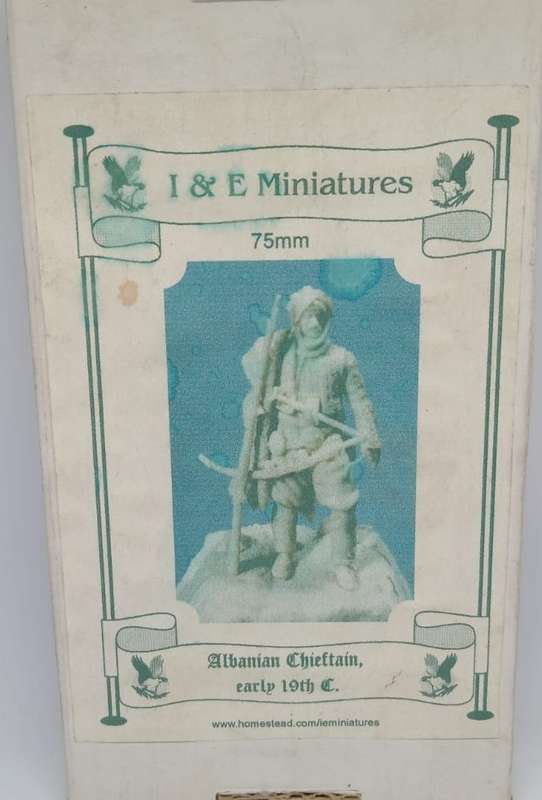 I & E Miniatures
75mm
Albanian Chieftain,
early 19th C.
www.homestead.com/ieminiatures